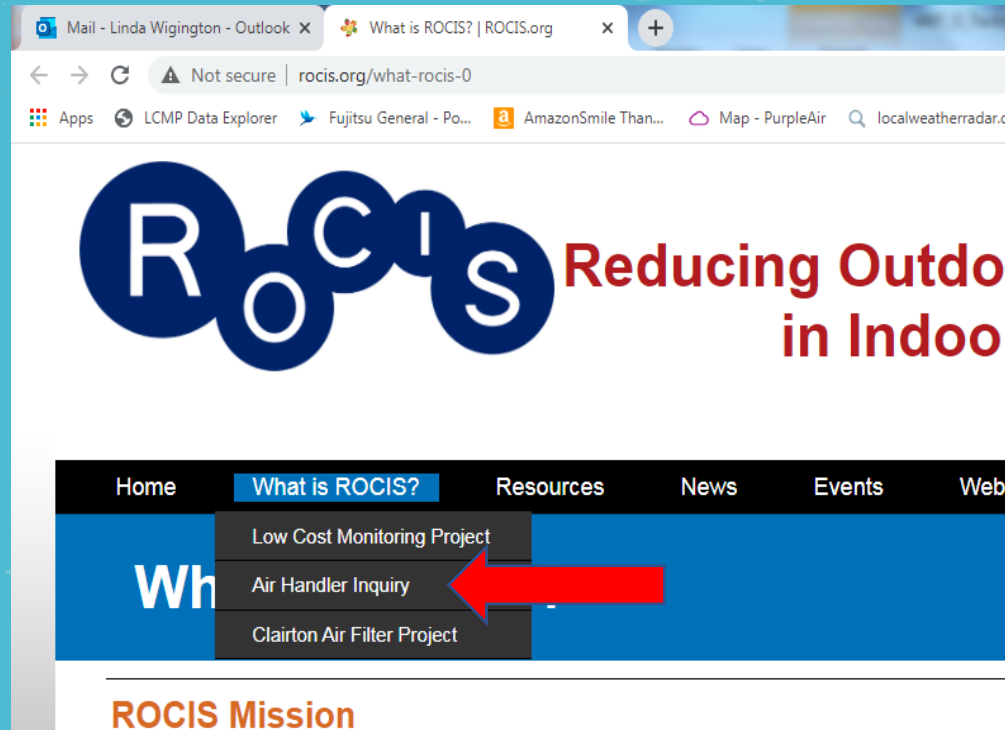 Mail - Linda Wigington - Outlook
What is ROCIS? | ROCIS.org
Not secure | rocis.org/what-rocis-0
Apps LCMP Data Explorer Fujitsu General - Po... AmazonSmile Than... Map - PurpleAir localweatherradar.c
ROCIS
Reducing Outdo
in Indoo
Home What is ROCIS? Resources News Events Web
Low Cost Monitoring Project
Wh
Air Handler Inquiry
Clairton Air Filter Project
ROCIS Mission